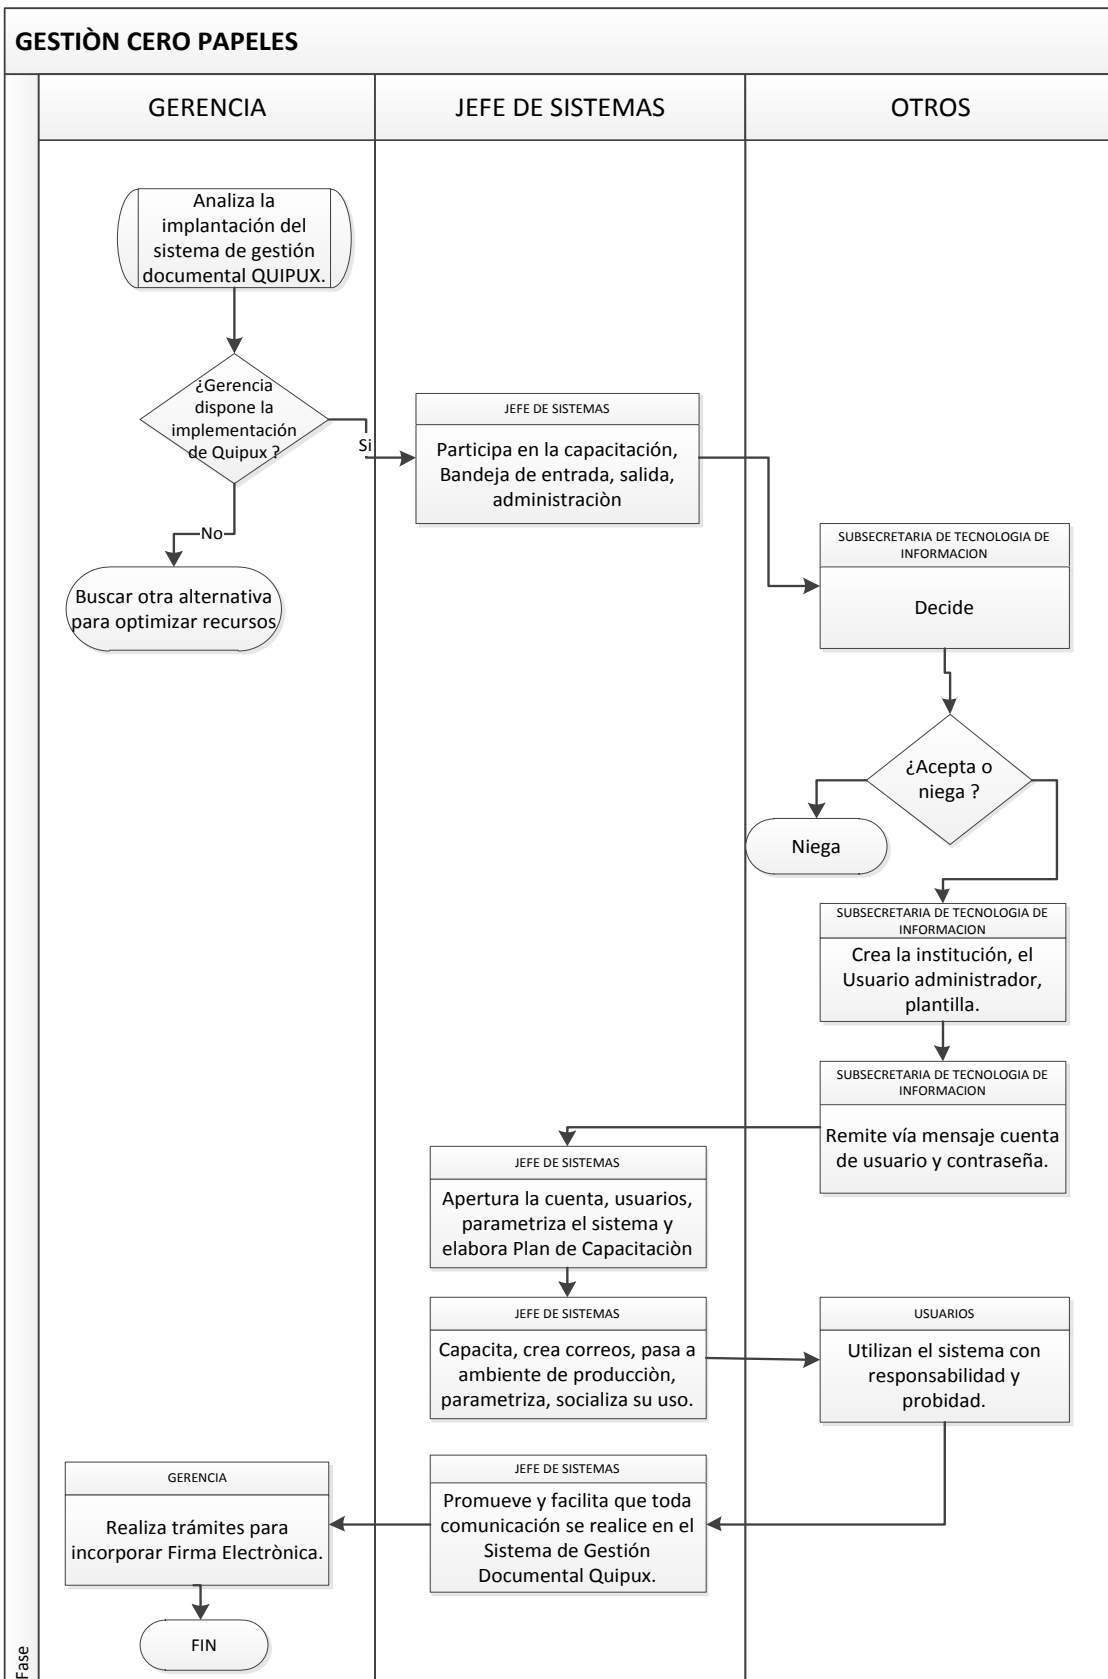 GESTIÒN CERO PAPELES
GERENCIA
JEFE DE SISTEMAS
OTROS
Analiza la
implantación del
sistema de gestión
documental QUIPUX.
¿Gerencia
dispone la
implementación
de Quipux ?
Si
No
Buscar otra alternativa
para optimizar recursos
JEFE DE SISTEMAS
Participa en la capacitación,
Bandeja de entrada, salida,
administraciòn
SUBSECRETARIA DE TECNOLOGIA DE
INFORMACION
Decide
¿Acepta o
niega ?
Niega
SUBSECRETARIA DE TECNOLOGIA DE
INFORMACION
Crea la institución, el
Usuario administrador,
plantilla.
SUBSECRETARIA DE TECNOLOGIA DE
INFORMACION
Remite vía mensaje cuenta
de usuario y contraseña.
JEFE DE SISTEMAS
Apertura la cuenta, usuarios,
parametriza el sistema y
elabora Plan de Capacitaciòn
JEFE DE SISTEMAS
Capacita, crea correos, pasa a
ambiente de producciòn,
parametriza, socializa su uso.
USUARIOS
Utilizan el sistema con
responsabilidad y
probidad.
JEFE DE SISTEMAS
Promueve y facilita que toda
comunicación se realice en el
Sistema de Gestión
Documental Quipux.
GERENCIA
Realiza trámites para
incorporar Firma Electrònica.
FIN
Fase